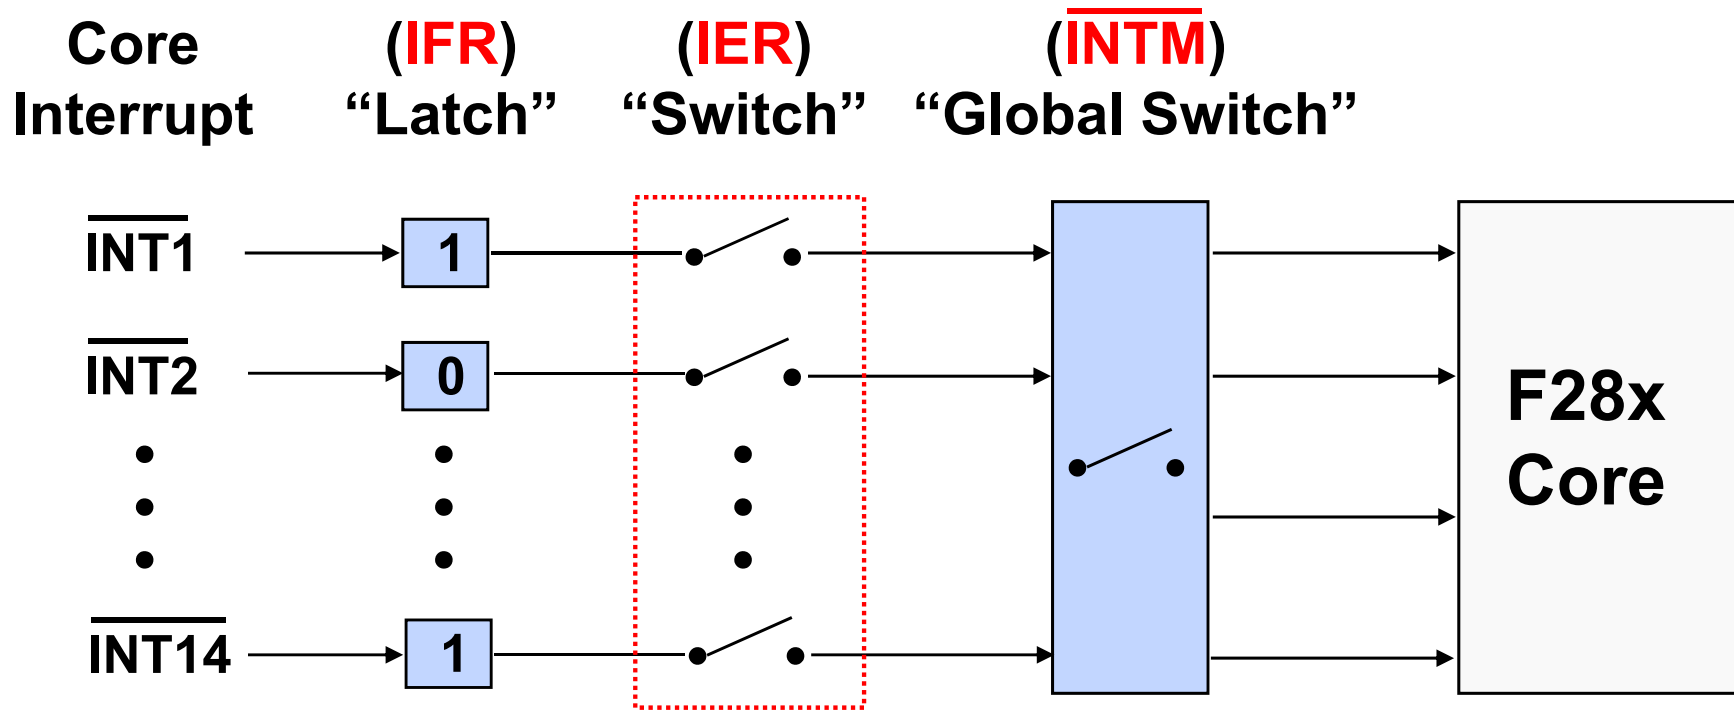 Core (IFR) (IER) (INTM)
Interrupt “Latch” “Switch” “Global Switch”
INT1 1
INT2 0
F28x
Core
INT14 1